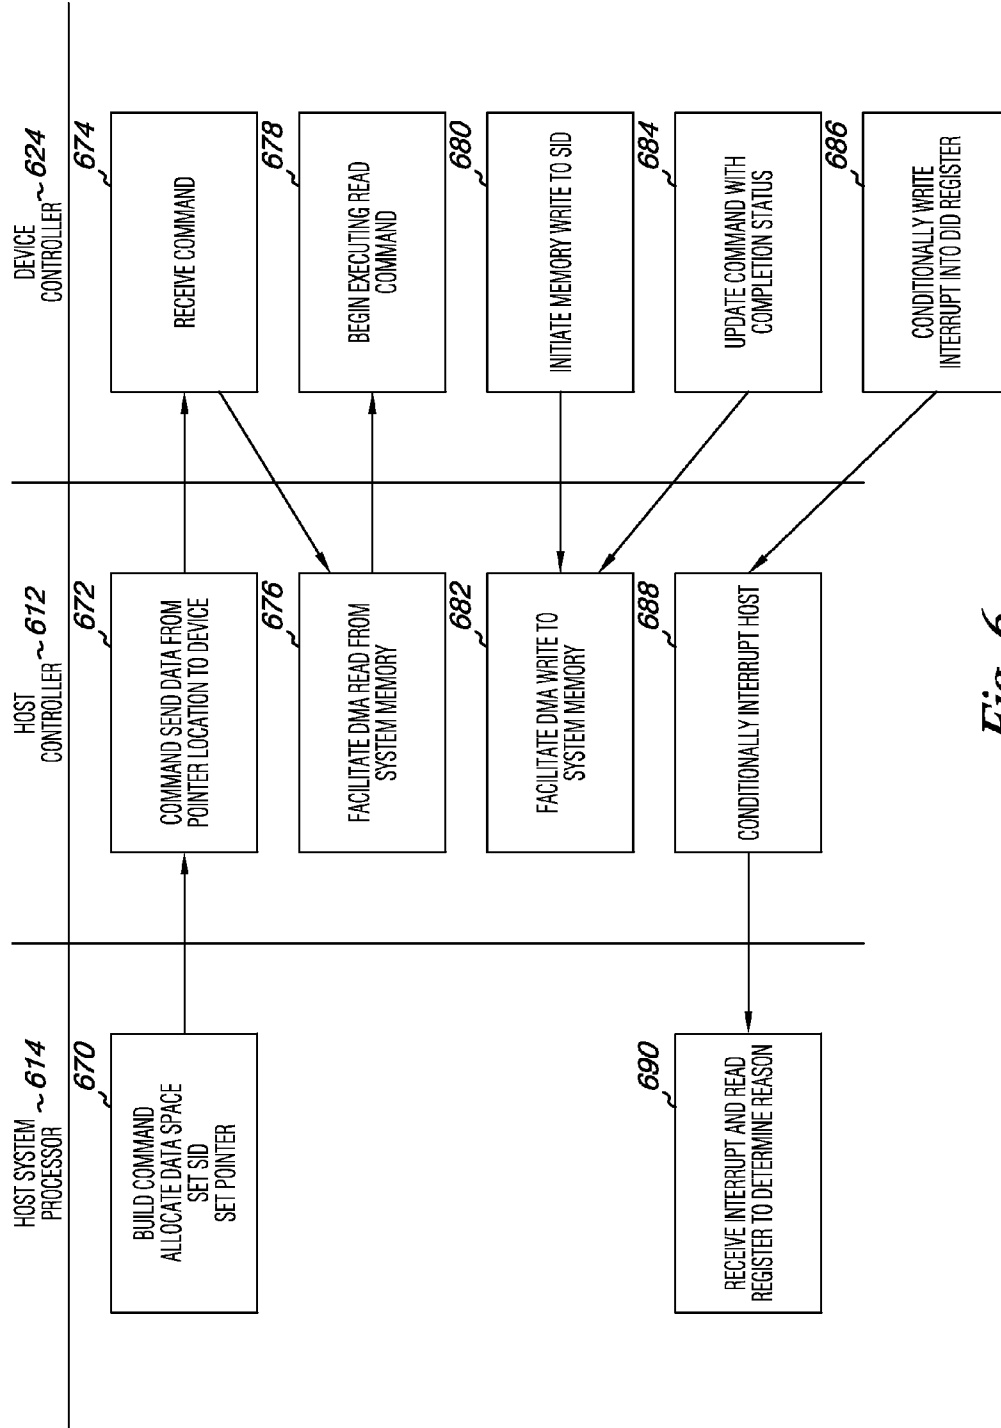 HOST SYSTEM
PROCESSOR ~614
HOST
CONTROLLER ~612
DEVICE
CONTROLLER ~624
670
BUILD COMMAND
ALLOCATE DATA SPACE
SET SID
SET POINTER
672
COMMAND SEND DATA FROM
POINTER LOCATION TO DEVICE
674
RECEIVE COMMAND
676
FACILITATE DMA READ FROM
SYSTEM MEMORY
678
BEGIN EXECUTING READ
COMMAND
682
FACILITATE DMA WRITE TO
SYSTEM MEMORY
680
INITIATE MEMORY WRITE TO SID
690
RECEIVE INTERRUPT AND READ
REGISTER TO DETERMINE REASON
688
CONDITIONALLY INTERRUPT HOST
684
UPDATE COMMAND WITH
COMPLETION STATUS
686
CONDITIONALLY WRITE
INTERRUPT INTO DID REGISTER
Fig. 6